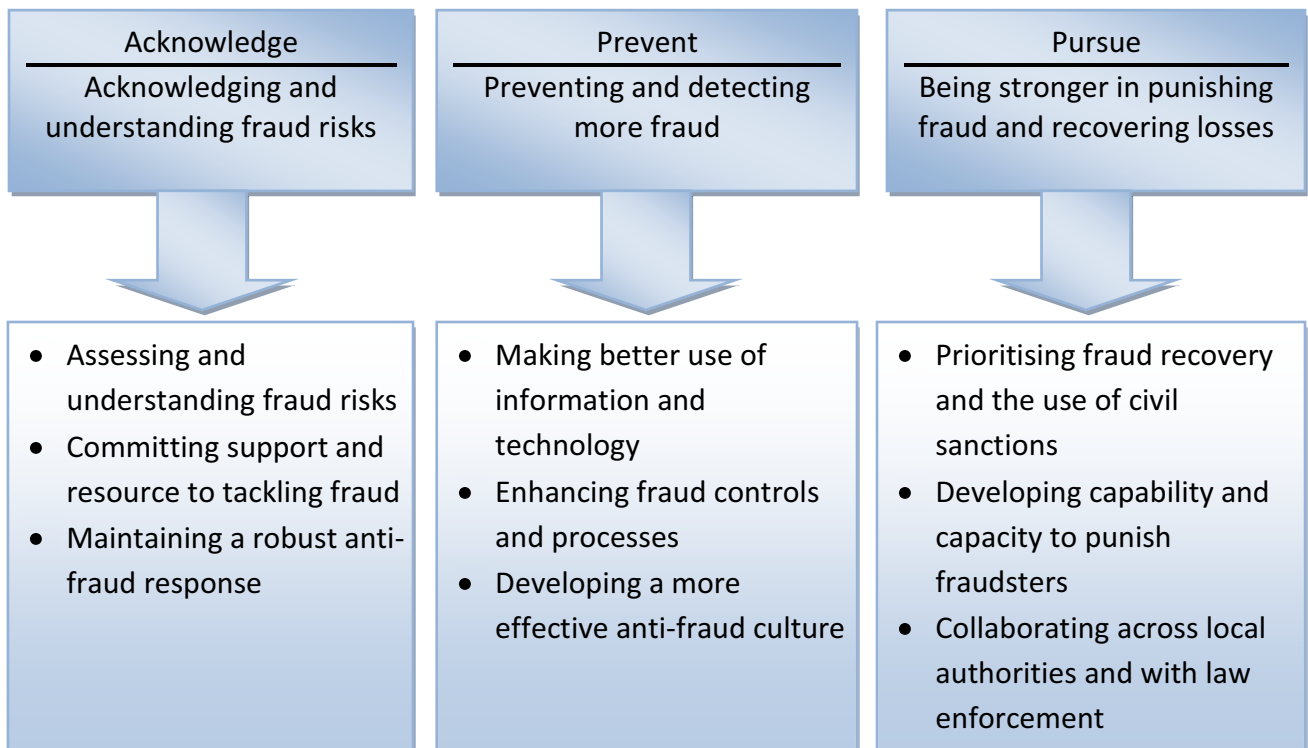 Acknowledge
Acknowledging and
understanding fraud risks
Prevent
Preventing and detecting
more fraud
Pursue
Being stronger in punishing
fraud and recovering losses
• Assessing and
understanding fraud risks
• Committing support and
resource to tackling fraud
• Maintaining a robust anti-
fraud response
• Making better use of
information and
technology
• Enhancing fraud controls
and processes
• Developing a more
effective anti-fraud culture
• Prioritising fraud recovery
and the use of civil
sanctions
• Developing capability and
capacity to punish
fraudsters
• Collaborating across local
authorities and with law
enforcement